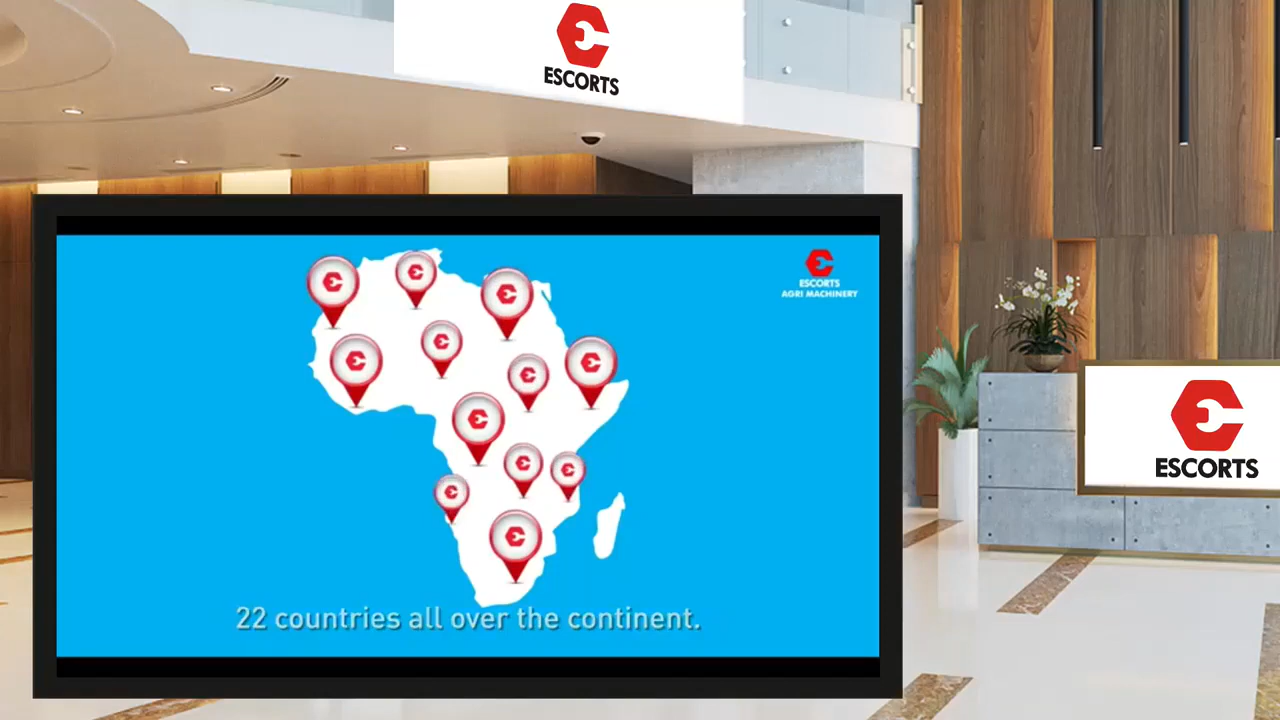 ESCORTS
ESCORTS
AGRI MACHINERY
22 countries all over the continent.
ESCORTS